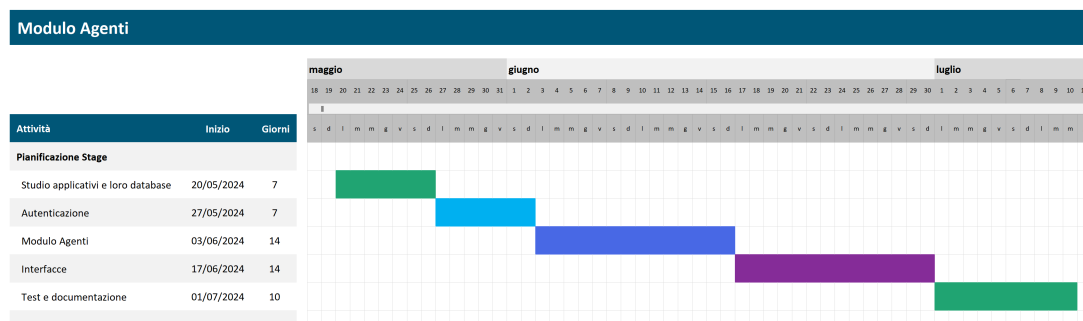 Modulo Agenti
maggio giugno luglio
18 19 20 21 22 23 24 25 26 27 28 29 30 31 1 2 3 4 5 6 7 8 9 10 11 12 13 14 15 16 17 18 19 20 21 22 23 24 25 26 27 28 29 30 1 2 3 4 5 6 7 8 9 10
Attività Inizio Giorni s d l m m g v s d l m m g v s d l m m g v s d l m m g v s d l m m g v s d l m m g v s d l m m g v s d l m m
Pianificazione Stage
Studio applicativi e loro database 20/05/2024 7
Autenticazione 27/05/2024 7
Modulo Agenti 03/06/2024 14
Interfacce 17/06/2024 14
Test e documentazione 01/07/2024 10